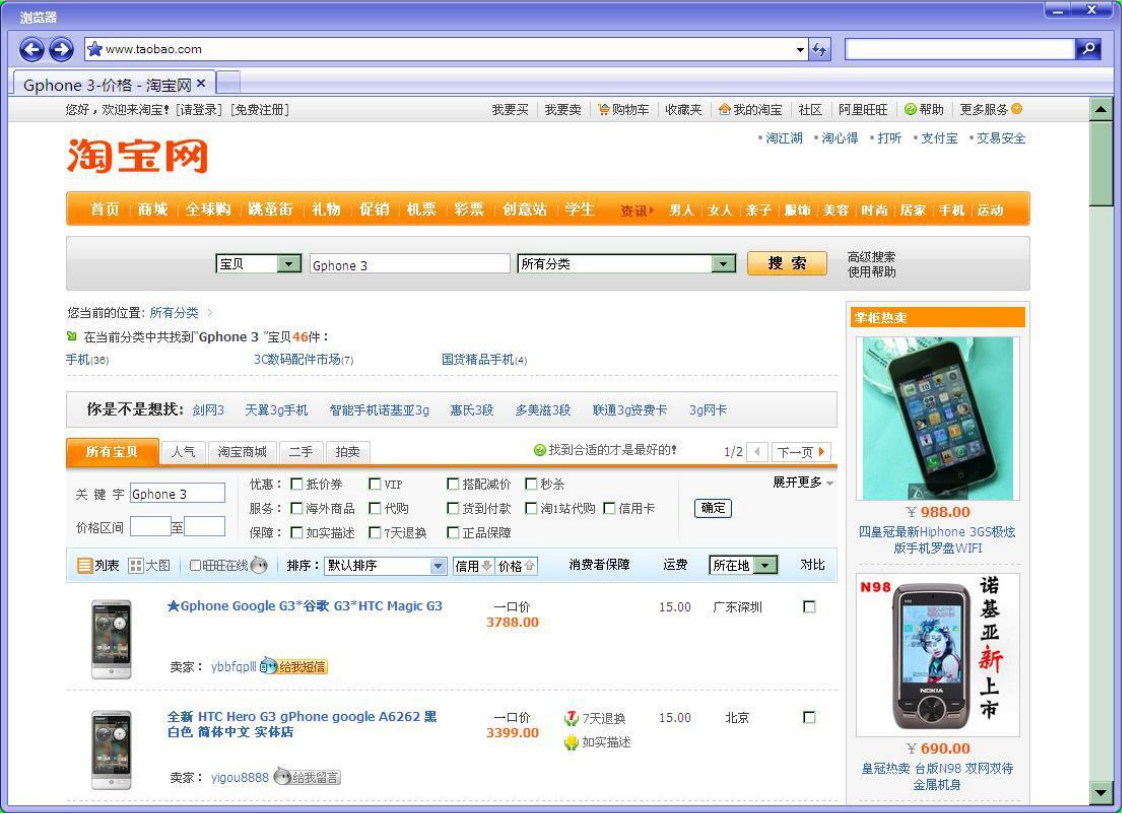 浏览器
www.taobao.com
Gphone 3-价格 - 淘宝网 ×
您好，欢迎来淘宝！ [请登录] [免费注册]
我要买 我要卖 购物车 收藏夹 我的淘宝 社区 阿里旺旺 帮助 更多服务
淘宝网
•淘江湖 •淘心得 •打听 •支付宝 •交易安全
首页 商城 全球购 跳蚤街 礼物 促销 机票 彩票 创意站 学生 资讯 男人 女人 亲子 服饰 美容 时尚 居家 手机 运动
宝贝 Gphone 3 所有分类 搜 索
高级搜索
使用帮助
您当前的位置: 所有分类 >
在当前分类中共找到"Gphone 3 "宝贝46件：
手机(36) 3C数码配件市场(7) 国货精品手机(4)
你是不是想找: 剑网3 天翼3g手机 智能手机诺基亚3g 惠氏3段 多美滋3段 联通3g资费卡 3g网卡
所有宝贝 人气 淘宝商城 二手 拍卖
找到合适的才是最好的！ 1/2 下一页
关 键 字 Gphone 3
价格区间 至
优惠： 抵价券 VIP 搭配减价 秒杀
服务： 海外商品 代购 货到付款 淘1站代购 信用卡
保障： 如实描述 7天退换 正品保障
确定
展开更多
列表 大图 旺旺在线 排序： 默认排序 信用 价格 消费者保障 运费 所在地 对比
★Gphone Google G3*谷歌 G3*HTC Magic G3
一口价
3788.00
15.00 广东深圳
卖家： ybbfqplll 给我短信
全新 HTC Hero G3 gPhone google A6262 黑
白色 简体中文 实体店
一口价
3399.00
7天退换
如实描述
15.00 北京
卖家： yigou8888 给我留言
掌柜热卖
￥988.00
四皇冠最新Hiphone 3GS极炫
版手机罗盘WIFI
N98
诺基亚新上市
NOKIA
￥690.00
皇冠热卖 台版N98 双网双待
金属机身